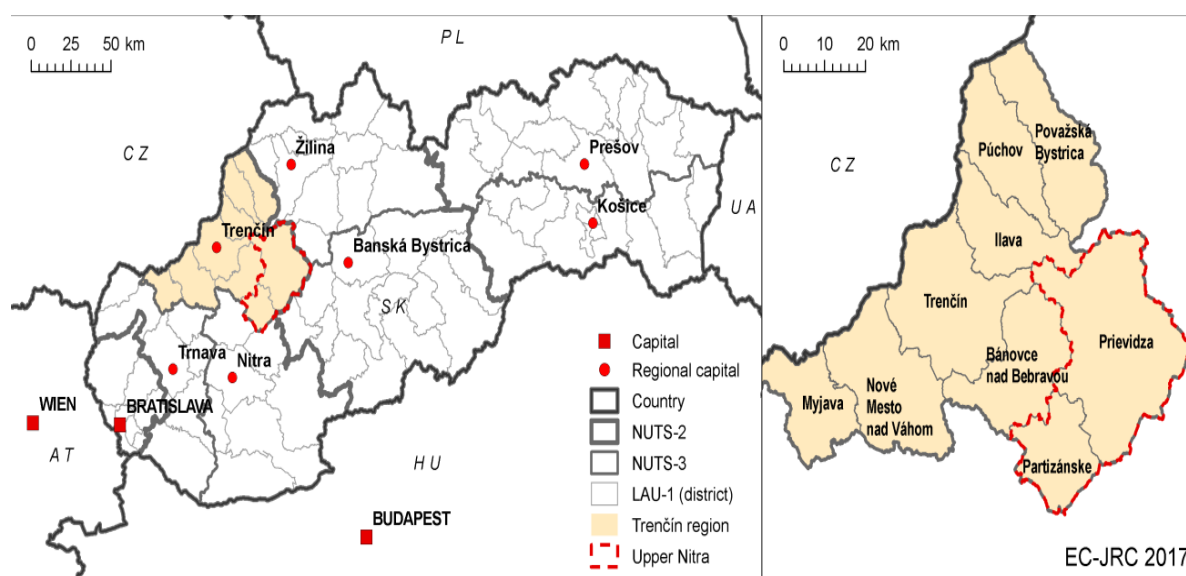 0 25 50 km
P L
C Z
Žilina
Prešov
Košice
U A
Trenčín
Banská Bystrica
S K
Trnava
Nitra
WIEN
BRATISLAVA
A T
H U
BUDAPEST
Capital
Regional capital
Country
NUTS-2
NUTS-3
LAU-1 (district)
Trenčín region
Upper Nitra
0 10 20 km
C Z
Považská
Bystrica
Púchov
Ilava
Trenčín
Prievidza
Bánovce
nad Bebravou
Myjava
Nové
Mesto
nad Váhom
Partizánske
EC-JRC 2017